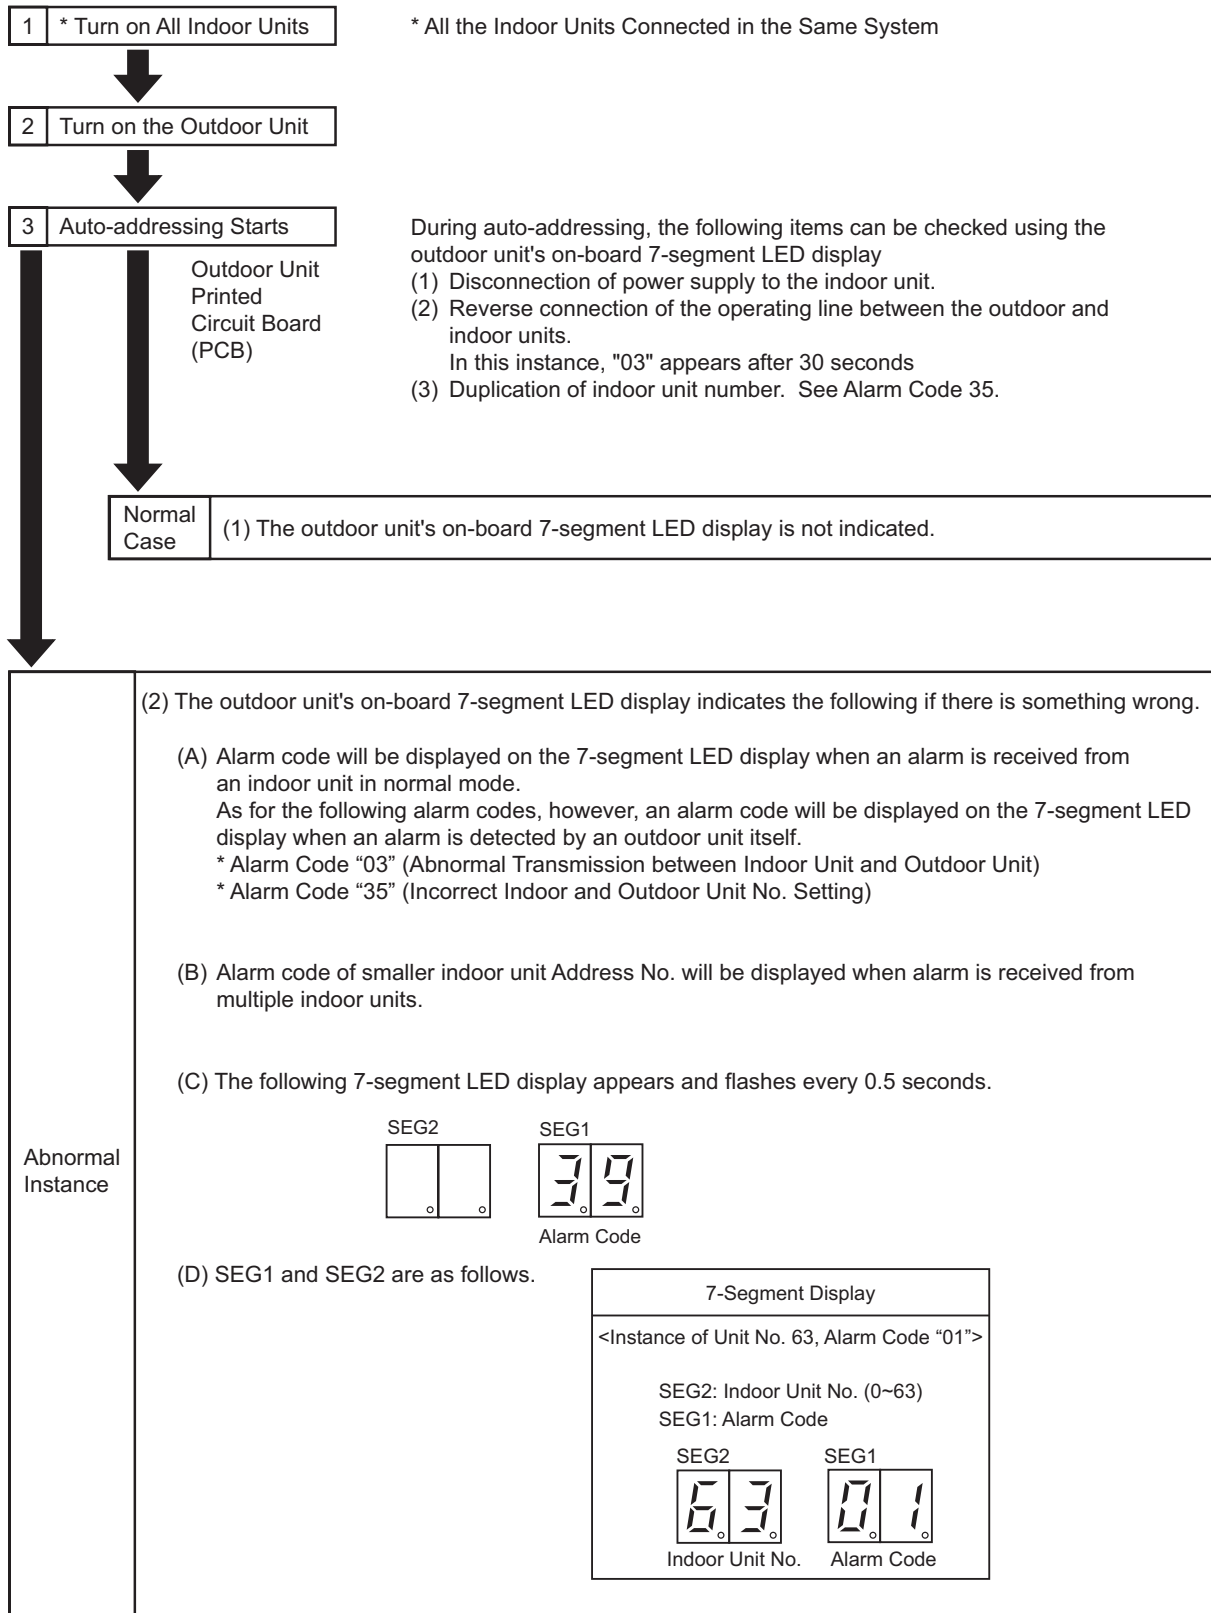 1 * Turn on All Indoor Units
* All the Indoor Units Connected in the Same System
2 Turn on the Outdoor Unit
3 Auto-addressing Starts
Outdoor Unit
Printed
Circuit Board
(PCB)
During auto-addressing, the following items can be checked using the
outdoor unit's on-board 7-segment LED display
(1) Disconnection of power supply to the indoor unit.
(2) Reverse connection of the operating line between the outdoor and
indoor units.
In this instance, "03" appears after 30 seconds
(3) Duplication of indoor unit number. See Alarm Code 35.
Normal
Case
(1) The outdoor unit's on-board 7-segment LED display is not indicated.
Abnormal
Instance
(2) The outdoor unit's on-board 7-segment LED display indicates the following if there is something wrong.
(A) Alarm code will be displayed on the 7-segment LED display when an alarm is received from
an indoor unit in normal mode.
As for the following alarm codes, however, an alarm code will be displayed on the 7-segment LED
display when an alarm is detected by an outdoor unit itself.
* Alarm Code “03” (Abnormal Transmission between Indoor Unit and Outdoor Unit)
* Alarm Code “35” (Incorrect Indoor and Outdoor Unit No. Setting)
(B) Alarm code of smaller indoor unit Address No. will be displayed when alarm is received from
multiple indoor units.
(C) The following 7-segment LED display appears and flashes every 0.5 seconds.
SEG2 SEG1
39
Alarm Code
(D) SEG1 and SEG2 are as follows.
7-Segment Display
<Instance of Unit No. 63, Alarm Code “01”>
SEG2: Indoor Unit No. (0~63)
SEG1: Alarm Code
SEG2 SEG1
63 01
Indoor Unit No. Alarm Code